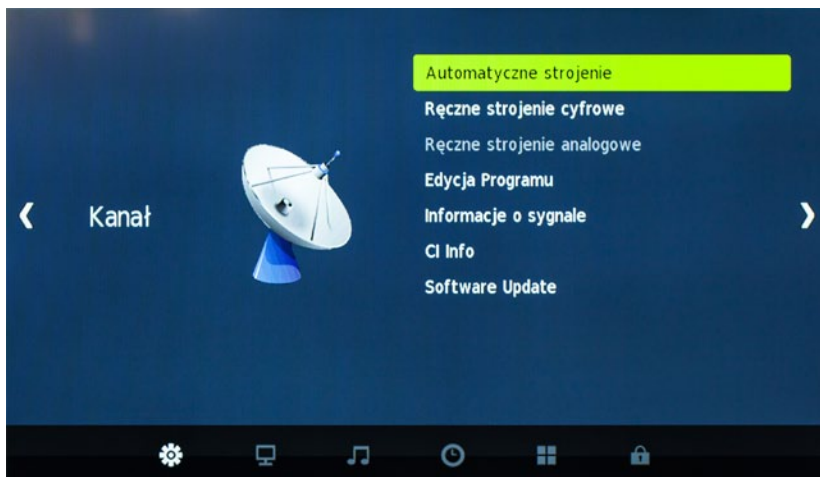 Kanał
Automatyczne strojenie
Ręczne strojenie cyfrowe
Ręczne strojenie analogowe
Edycja Programu
Informacje o sygnale
CI Info
Software Update